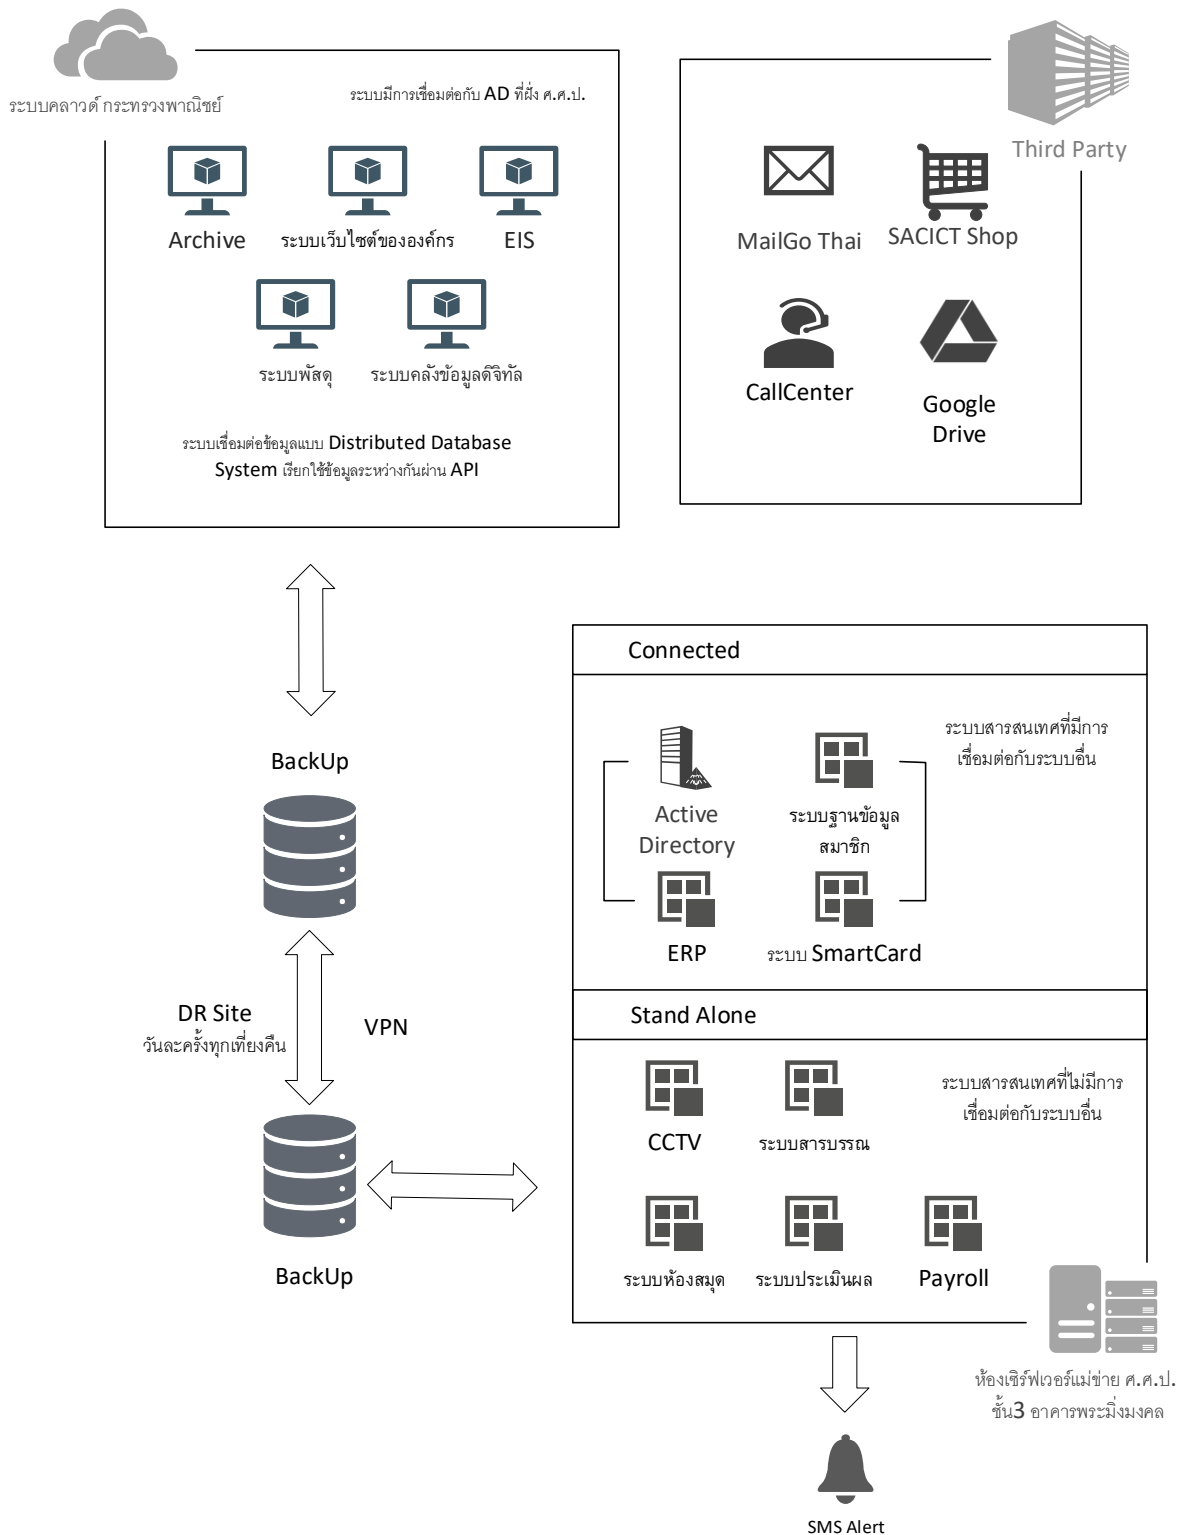 ระบบคลาวด์ กระทรวงพาณิชย์
ระบบมีการเชื่อมต่อกับ AD ที่ฝั่ง ศ.ศ.ป.
Archive
ระบบเว็บไซต์ขององค์กร
EIS
ระบบพัสดุ
ระบบคลังข้อมูลดิจิทัล
ระบบเชื่อมต่อข้อมูลแบบ Distributed Database
System เรียกใช้ข้อมูลระหว่างกันผ่าน API
Third Party
MailGo Thai
SACICT Shop
CallCenter
Google
Drive
BackUp
DR Site
วันละครั้งทุกเที่ยงคืน
VPN
BackUp
Connected
ระบบสารสนเทศที่มีการ
เชื่อมต่อกับระบบอื่น
Active
Directory
ระบบฐานข้อมูล
สมาชิก
ERP
ระบบ SmartCard
Stand Alone
ระบบสารสนเทศที่ไม่มีการ
เชื่อมต่อกับระบบอื่น
CCTV
ระบบสารบรรณ
ระบบห้องสมุด
ระบบประเมินผล
Payroll
ห้องเซิร์ฟเวอร์แม่ข่าย ศ.ศ.ป.
ชั้น3 อาคารพระมิ่งมงคล
SMS Alert